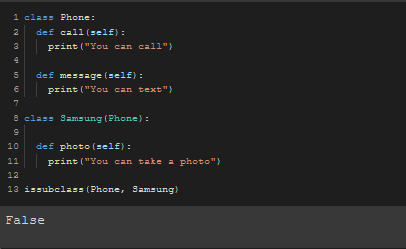 1 class Phone:
2   def call(self):
3     print("You can call")
4
5   def message(self):
6     print("You can text")
7
8 class Samsung(Phone):
9
10   def photo(self):
11     print("You can take a photo")
12
13 issubclass(Phone, Samsung)
False